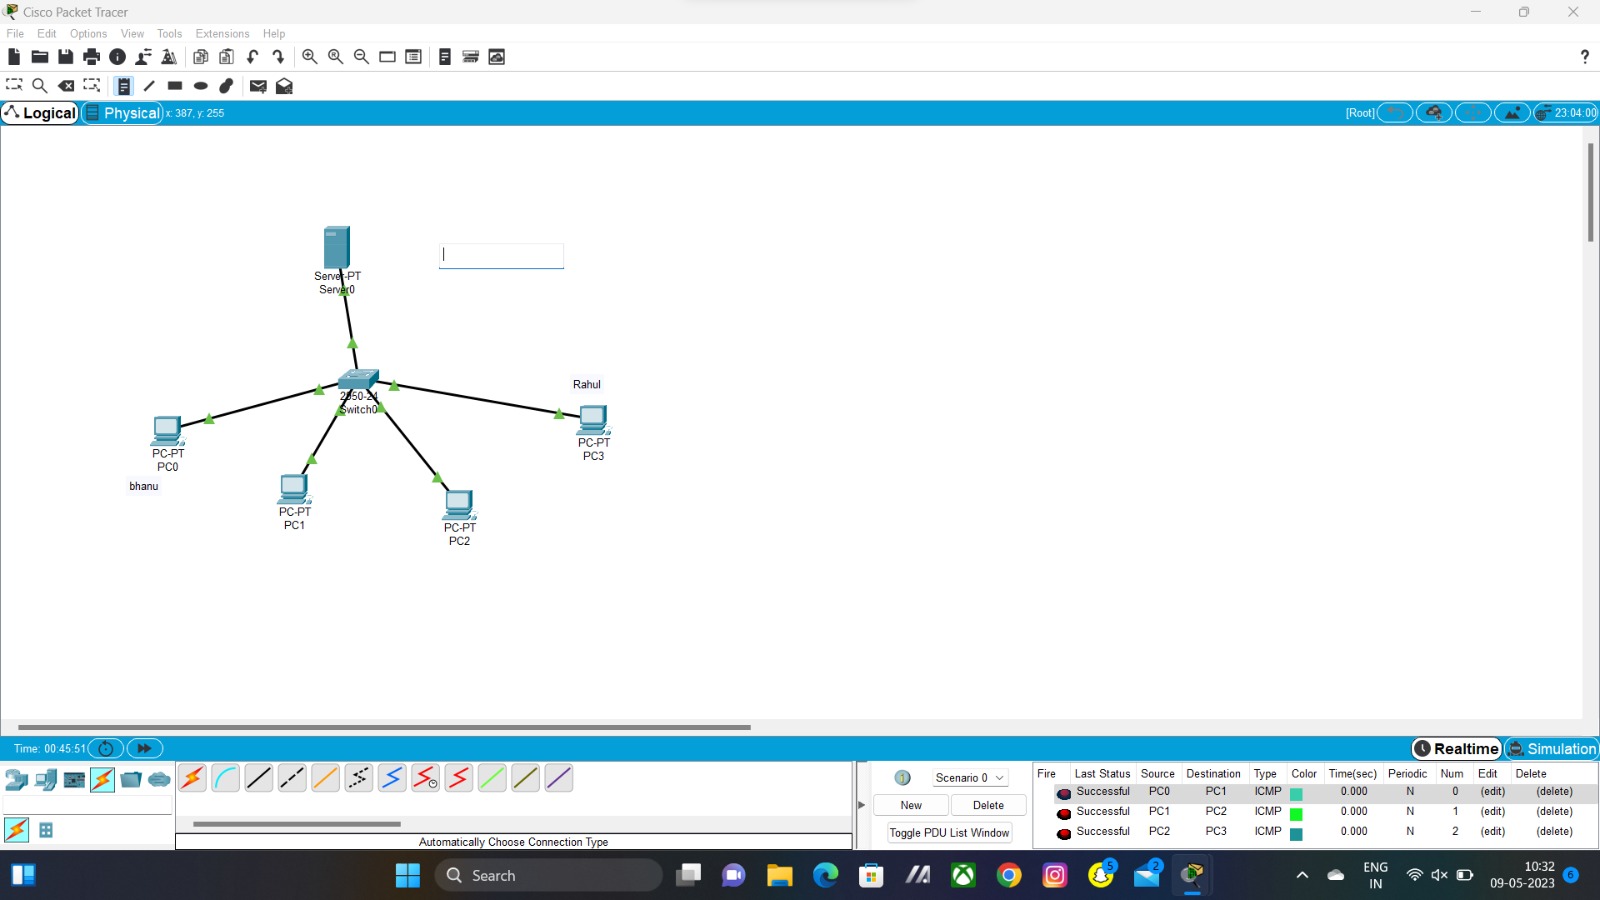 Cisco Packet Tracer
File Edit Options View Tools Extensions Help
?
Logical Physical x: 387, y: 255 [Root] 23:04:00
Server-PT
Server0
Rahul
2950-24
Switch0
PC-PT
PC3
PC-PT
PC0
bhanu
PC-PT
PC1
PC-PT
PC2
Time: 00:45:51 Realtime Simulation
Scenario 0
New Delete
Toggle PDU List Window
Fire Last Status Source Destination Type Color Time(sec) Periodic Num Edit Delete
Successful PC0 PC1 ICMP 0.000 N 0 (edit) (delete)
Successful PC1 PC2 ICMP 0.000 N 1 (edit) (delete)
Successful PC2 PC3 ICMP 0.000 N 2 (edit) (delete)
Automatically Choose Connection Type
Search 5 2
ENG
IN
10:32
09-05-2023
6